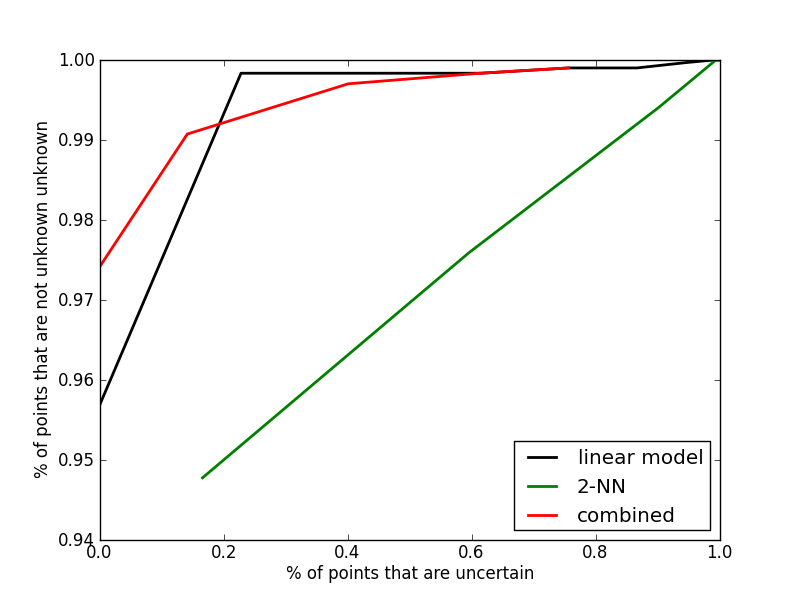 1.00
0.99
0.98
0.97
0.96
0.95
0.94
% of points that are not unknown unknown
linear model
2-NN
combined
0.0 0.2 0.4 0.6 0.8 1.0
% of points that are uncertain